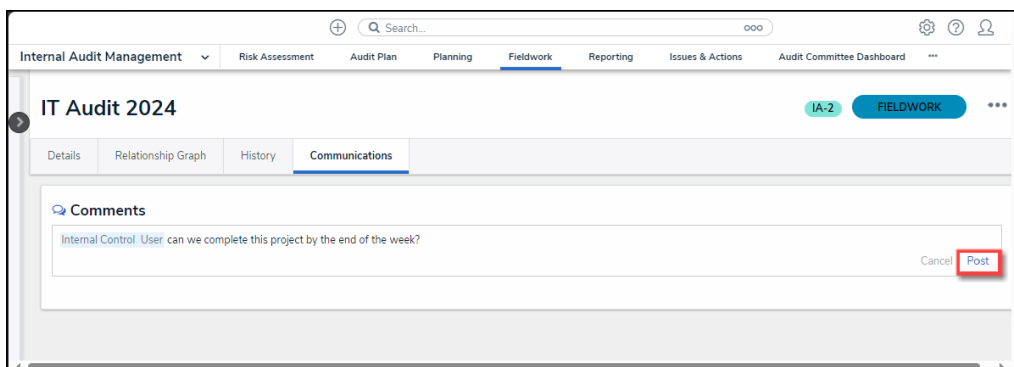 Search...
Internal Audit Management Risk Assessment Audit Plan Planning Fieldwork Reporting Issues & Actions Audit Committee Dashboard
IT Audit 2024 IA-2 FIELDWORK
Details Relationship Graph History Communications
Comments
Internal Control User can we complete this project by the end of the week?
Cancel Post